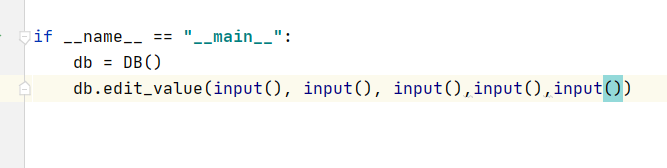 if __name__ == "__main__":
    db = DB()
    db.edit_value(input(), input(), input(),input(),input())